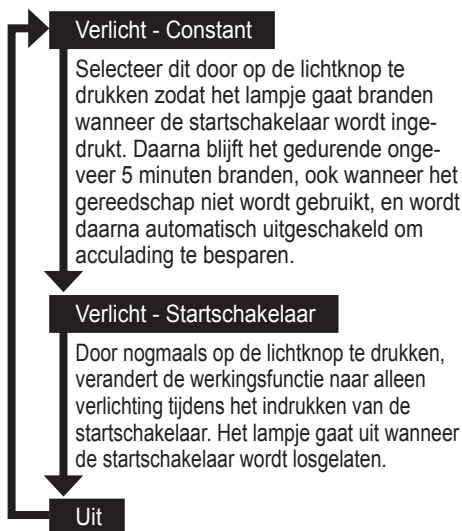 Verlicht - Constant
Selecteer dit door op de lichtknop te
drukken zodat het lampje gaat branden
wanneer de startschakelaar wordt inge-
drukt. Daarna blijft het gedurende onge-
veer 5 minuten branden, ook wanneer het
gereedschap niet wordt gebruikt, en wordt
daarna automatisch uitgeschakeld om
acculading te besparen.
Verlicht - Startschakelaar
Door nogmaals op de lichtknop te drukken,
verandert de werkingsfunctie naar alleen
verlichting tijdens het indrukken van de
startschakelaar. Het lampje gaat uit wanneer
de startschakelaar wordt losgelaten.
Uit